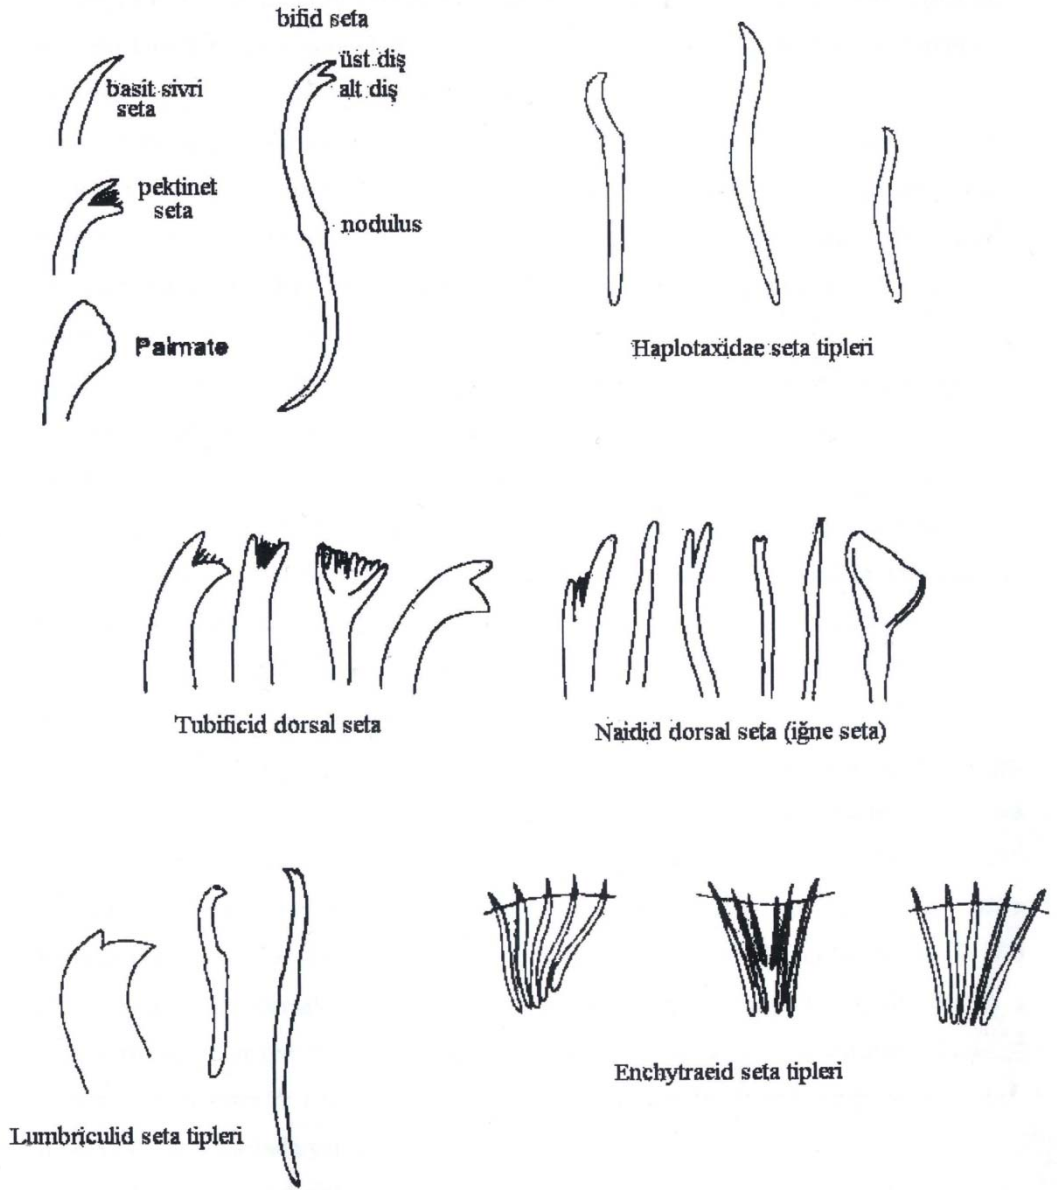 bifid seta
üst diş
alt diş
basit sivri
seta
pektinet
seta
nodulus
Palmate
Haplotaxidae seta tipleri
Tubificid dorsal seta
Naidid dorsal seta (iğne seta)
Enchytraeid seta tipleri
Lumbriculid seta tipleri